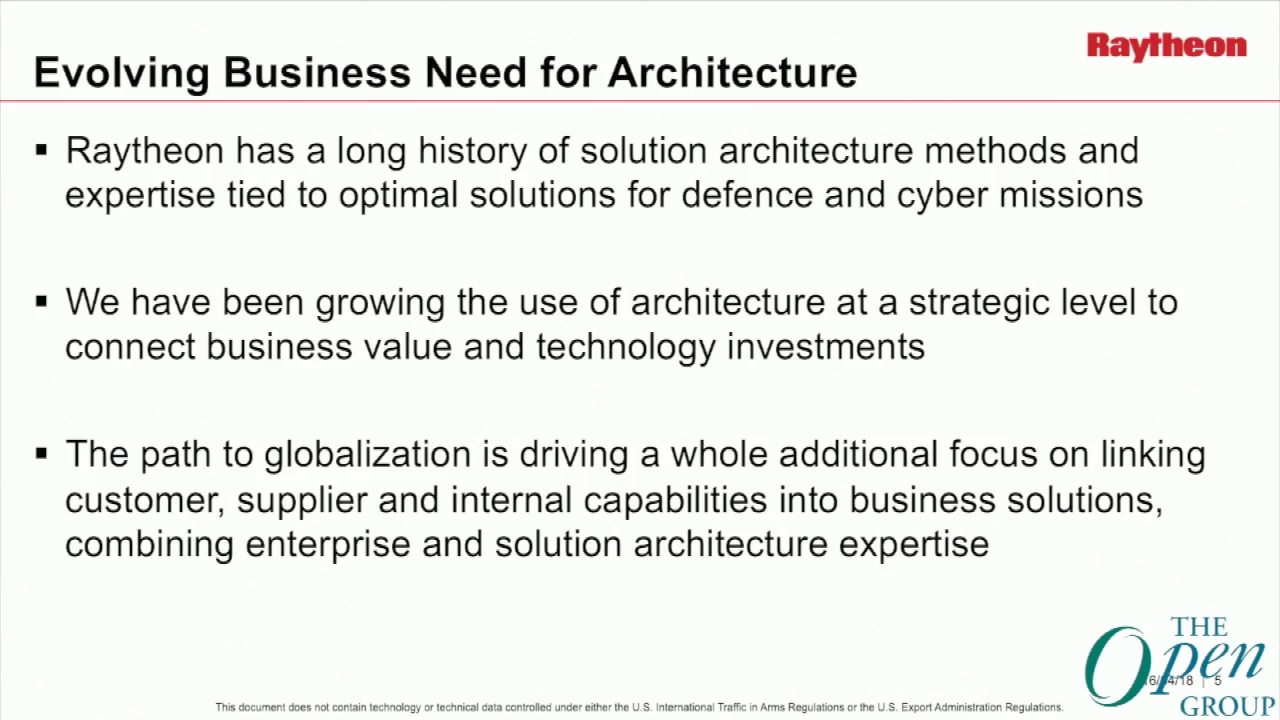 Raytheon
Evolving Business Need for Architecture
▪ Raytheon has a long history of solution architecture methods and
expertise tied to optimal solutions for defence and cyber missions
▪ We have been growing the use of architecture at a strategic level to
connect business value and technology investments
▪ The path to globalization is driving a whole additional focus on linking
customer, supplier and internal capabilities into business solutions,
combining enterprise and solution architecture expertise
THE
Open
GROUP
| 5
This document does not contain technology or technical data controlled under either the U.S. International Traffic in Arms Regulations or the U.S. Export Administration Regulations.